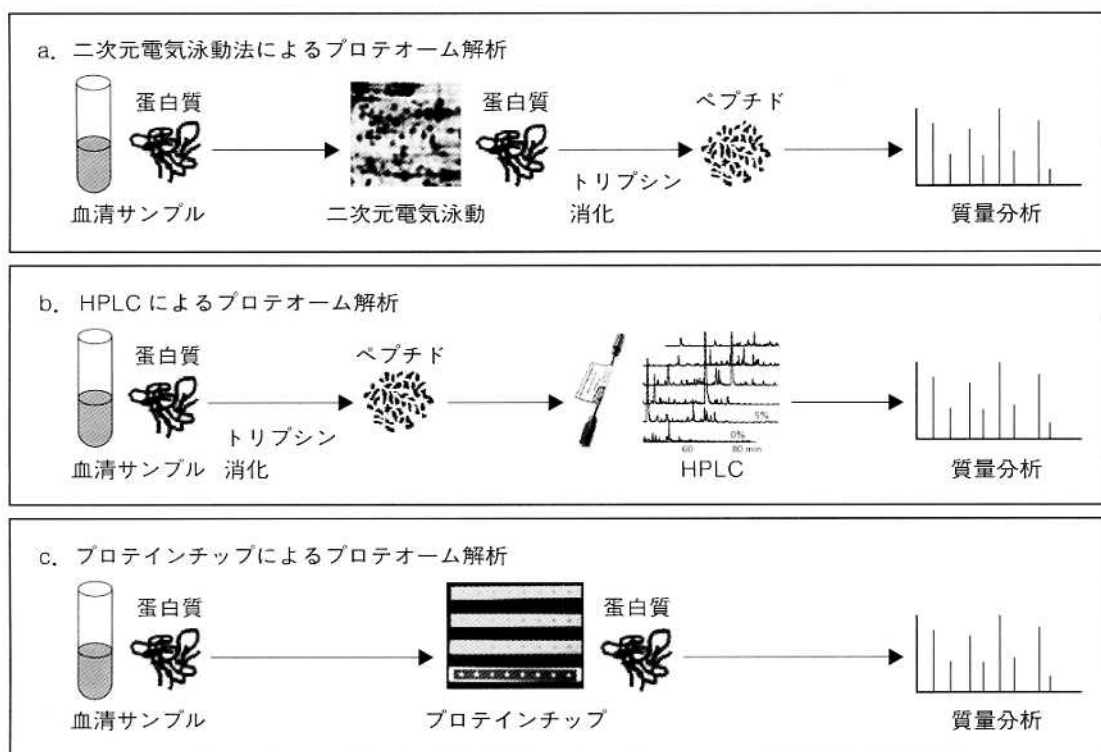 a. 二次元電気泳動法によるプロテオーム解析
蛋白質
蛋白質
ペプチド
トリプシン
消化
血清サンプル
二次元電気泳動
質量分析
b. HPLC によるプロテオーム解析
蛋白質
ペプチド
トリプシン
消化
5%
0%
60 80 min
血清サンプル
HPLC
質量分析
c. プロテインチップによるプロテオーム解析
蛋白質
蛋白質
血清サンプル
プロテインチップ
質量分析